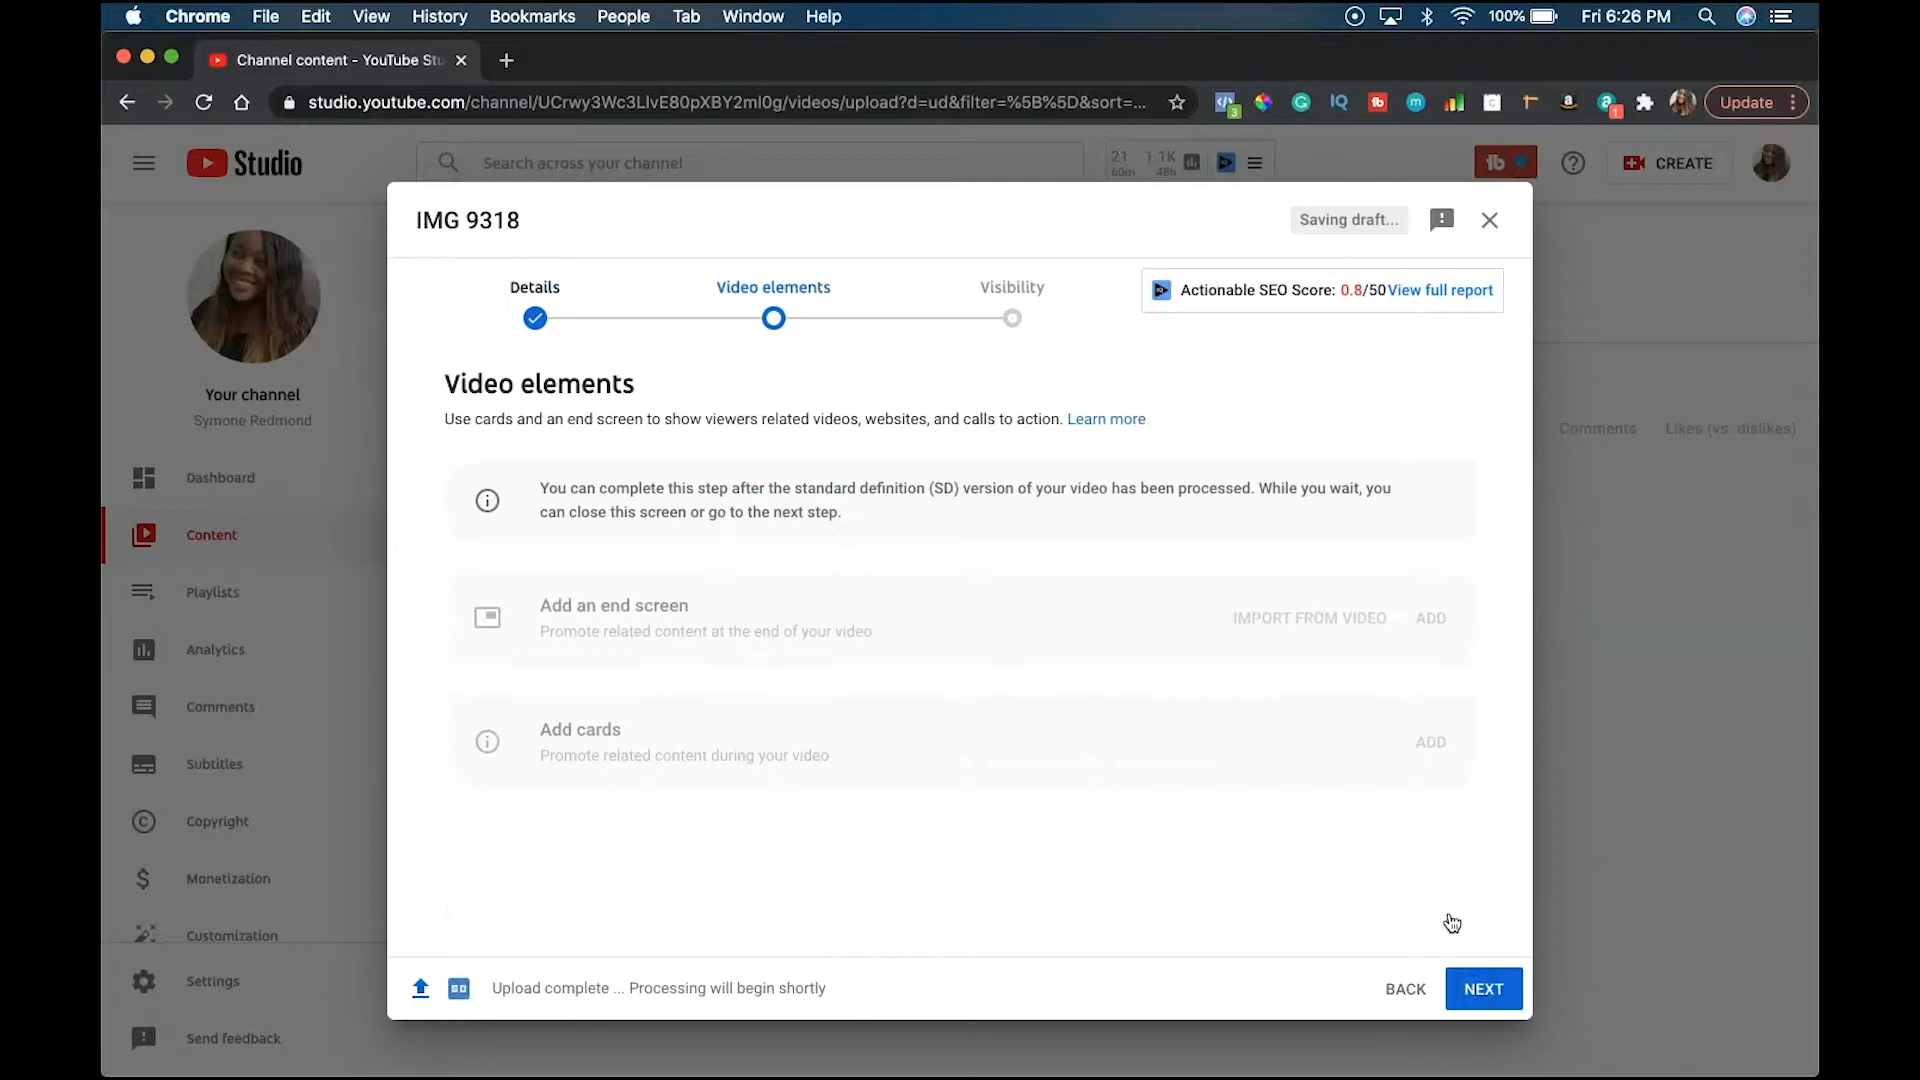 Chrome File Edit View History Bookmarks People Tab Window Help 100% Fri 6:26 PM
Channel content - YouTube Stu
studio.youtube.com/channel/UCrwy3Wc3LIvE80pXBY2ml0g/videos/upload?d=ud&filter=%5B%5D&sort=... Update
Studio
Search across your channel
21 1 1K
60min 48h
CREATE
IMG 9318
Saving draft...
Details Video elements Visibility
Actionable SEO Score: 0.8/50 View full report
Video elements
Use cards and an end screen to show viewers related videos, websites, and calls to action. Learn more
You can complete this step after the standard definition (SD) version of your video has been processed. While you wait, you
can close this screen or go to the next step.
Add an end screen
Promote related content at the end of your video
IMPORT FROM VIDEO ADD
Add cards
Promote related content during your video
ADD
SD Upload complete ... Processing will begin shortly
BACK NEXT
Your channel
Symone Redmond
Dashboard
Content
Playlists
Analytics
Comments
Subtitles
Copyright
Monetization
Customization
Settings
Send feedback
Comments Likes (vs. dislikes)